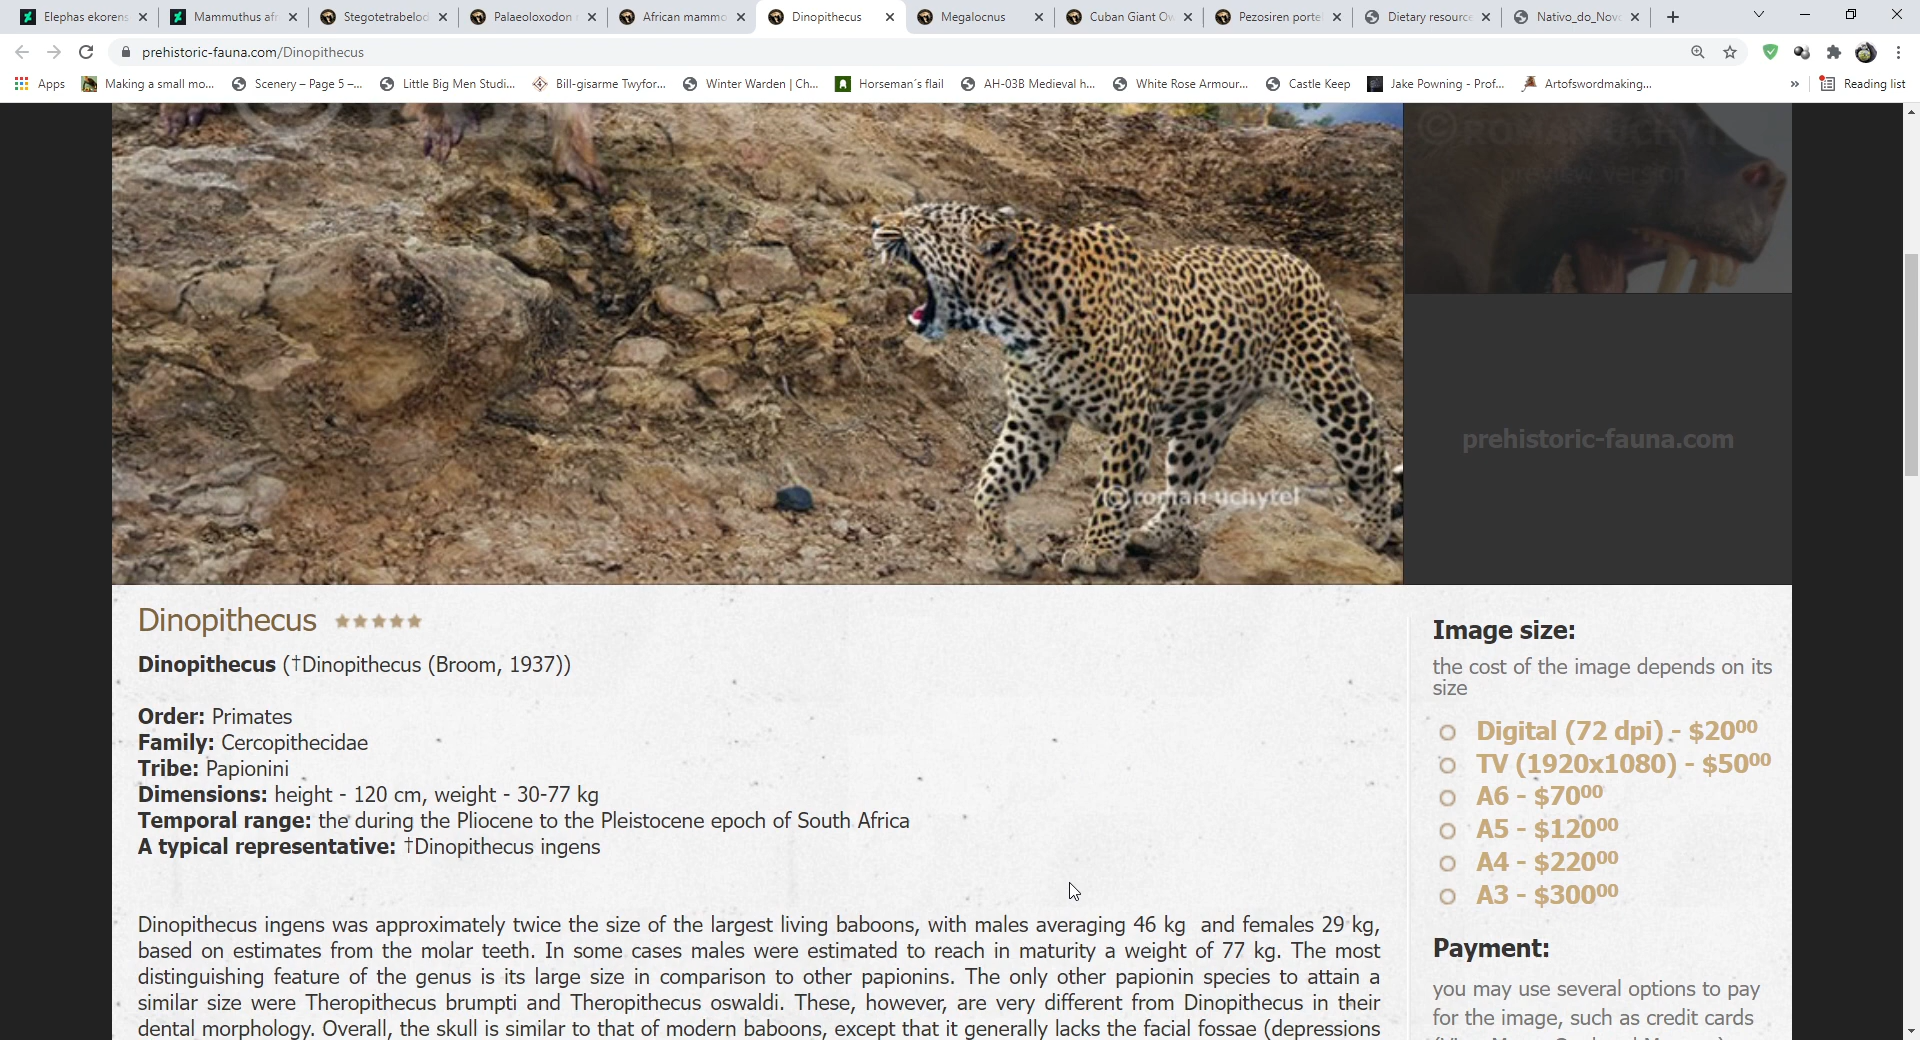 Elephas ekorens
Mammuthus afr
Stegotetrabelod
Palaeoloxodon
African mammo
Dinopithecus
Megalocnus
Cuban Giant Ow
Pezosiren porte
Dietary resource
Nativo_do_Novo
prehistoric-fauna.com/Dinopithecus
Apps
Making a small mo...
Scenery – Page 5 –...
Little Big Men Studi...
Bill-gisarme Twyfor...
Winter Warden | Ch...
Horseman´s flail
AH-03B Medieval h...
White Rose Armour...
Castle Keep
Jake Powning - Prof...
Artofswordmaking...
»
Reading list
© ROMAN UCHYT
preview version
prehistoric-fauna.com
©roman uchytel
Dinopithecus
Dinopithecus (†Dinopithecus (Broom, 1937))
Order: Primates
Family: Cercopithecidae
Tribe: Papionini
Dimensions: height - 120 cm, weight - 30-77 kg
Temporal range: the during the Pliocene to the Pleistocene epoch of South Africa
A typical representative: †Dinopithecus ingens
Dinopithecus ingens was approximately twice the size of the largest living baboons, with males averaging 46 kg and females 29 kg,
based on estimates from the molar teeth. In some cases males were estimated to reach in maturity a weight of 77 kg. The most
distinguishing feature of the genus is its large size in comparison to other papionins. The only other papionin species to attain a
similar size were Theropithecus brumpti and Theropithecus oswaldi. These, however, are very different from Dinopithecus in their
dental morphology. Overall, the skull is similar to that of modern baboons, except that it generally lacks the facial fossae (depressions
Image size:
the cost of the image depends on its
size
Digital (72 dpi) - $20⁰⁰
TV (1920x1080) - $50⁰⁰
A6 - $70⁰⁰
A5 - $120⁰⁰
A4 - $220⁰⁰
A3 - $300⁰⁰
Payment:
you may use several options to pay
for the image, such as credit cards